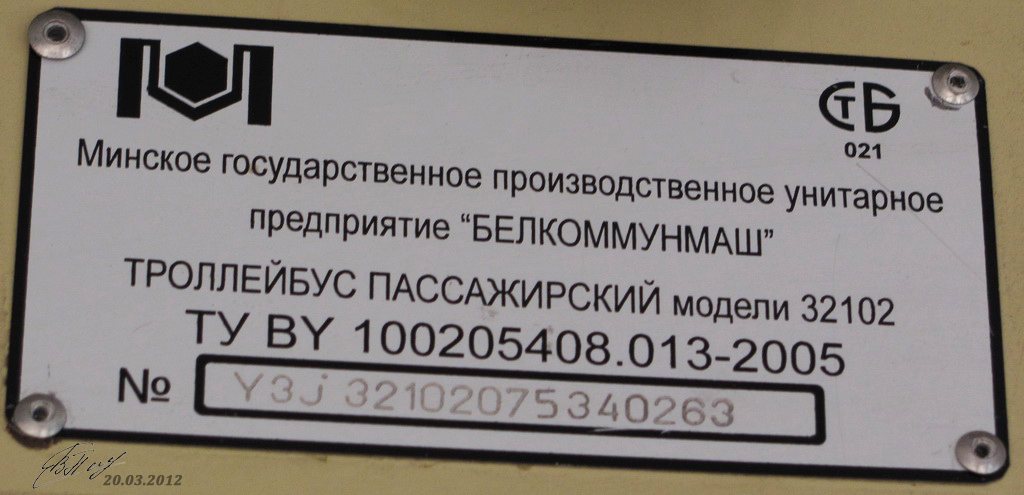 СТБ
021
Минское государственное производственное унитарное
предприятие “БЕЛКОММУНМАШ”
ТРОЛЛЕЙБУС ПАССАЖИРСКИЙ модели 32102
ТУ BY 100205408.013-2005
№ Y3J 32102075340263
20.03.2012